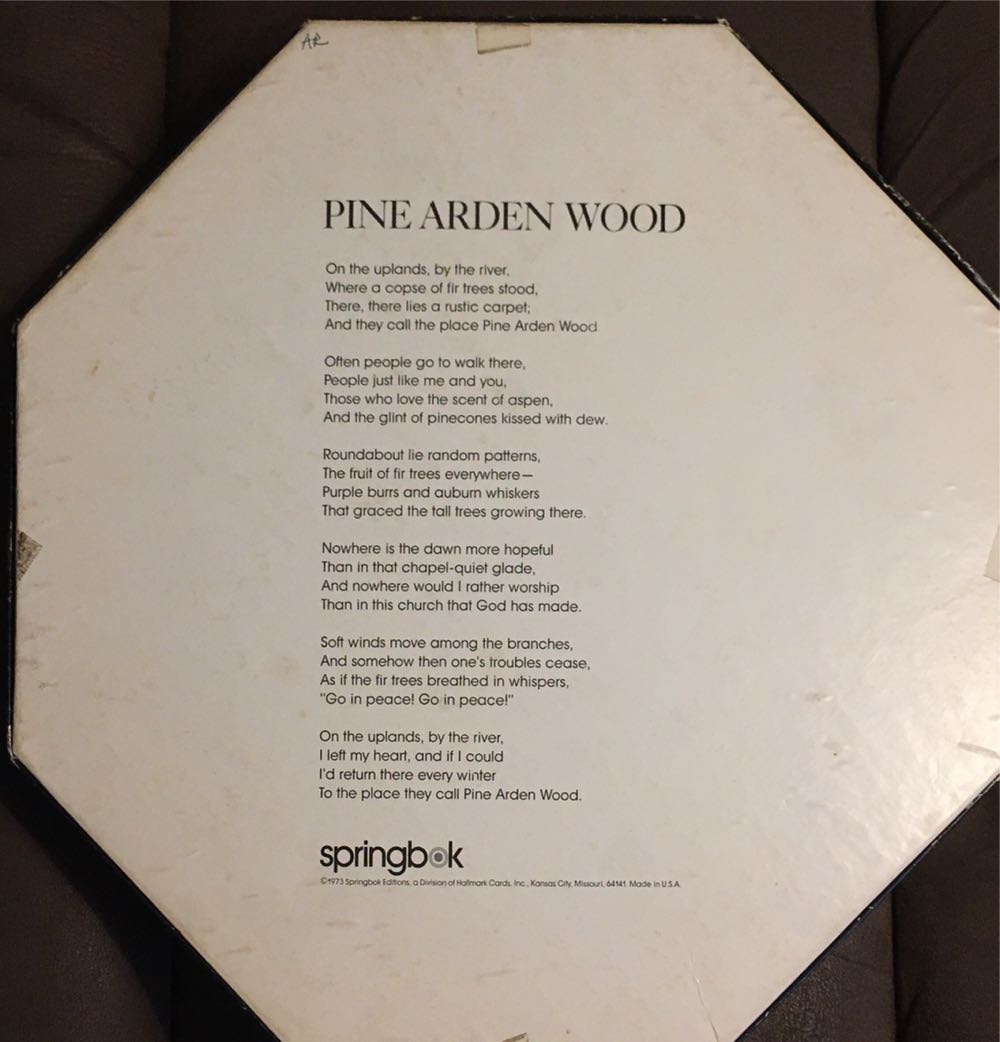 AR
PINE ARDEN WOOD
On the uplands, by the river,
Where a copse of fir trees stood,
There, there lies a rustic carpet;
And they call the place Pine Arden Wood
Often people go to walk there,
People just like me and you,
Those who love the scent of aspen,
And the glint of pinecones kissed with dew.
Roundabout lie random patterns,
The fruit of fir trees everywhere—
Purple burrs and auburn whiskers
That graced the tall trees growing there.
Nowhere is the dawn more hopeful
Than in that chapel-quiet glade,
And nowhere would I rather worship
Than in this church that God has made.
Soft winds move among the branches,
And somehow then one's troubles cease,
As if the fir trees breathed in whispers,
"Go in peace! Go in peace!"
On the uplands, by the river,
I left my heart, and if I could
I'd return there every winter
To the place they call Pine Arden Wood.
springbok
©1973 Springbok Editions, a Division of Hallmark Cards, Inc., Kansas City, Missouri, 64141. Made in U.S.A.